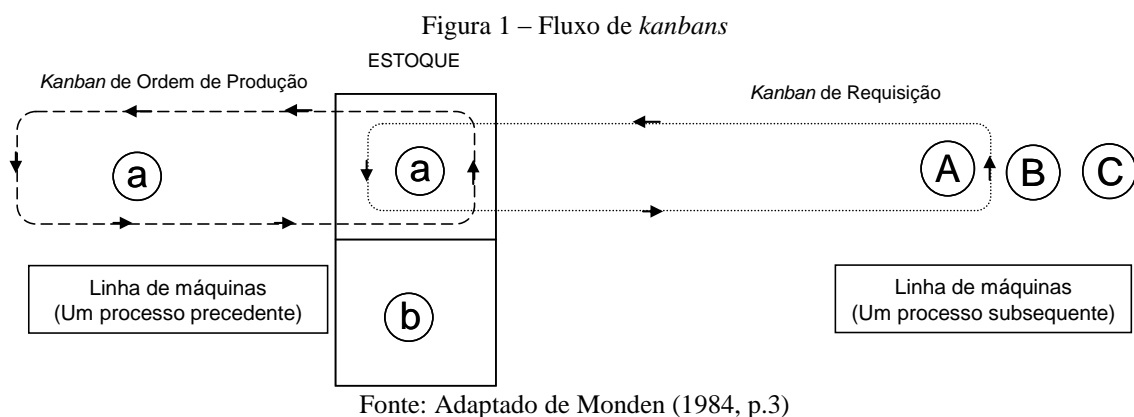 Figura 1 – Fluxo de kanbans
ESTOQUE
Kanban de Ordem de Produção
Kanban de Requisição
a
a
A
B
C
Linha de máquinas
(Um processo precedente)
b
Linha de máquinas
(Um processo subsequente)
Fonte: Adaptado de Monden (1984, p.3)